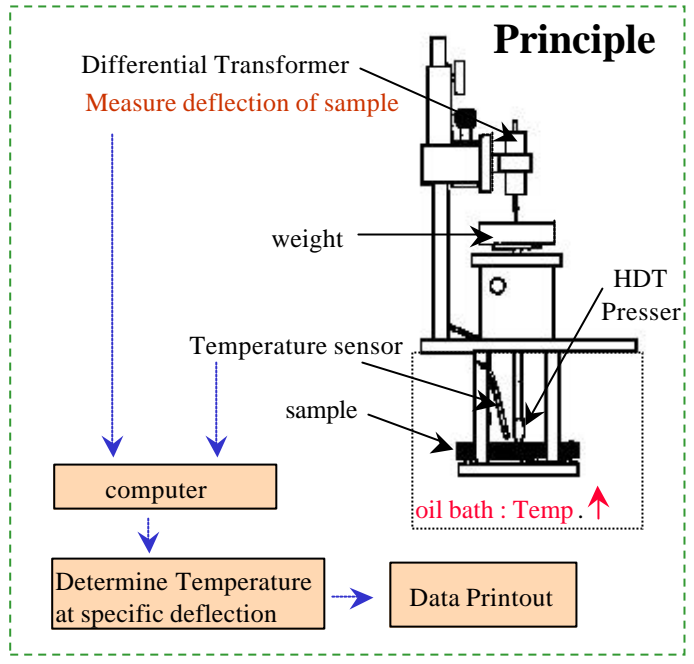 Principle
Differential Transformer
Measure deflection of sample
weight
HDT
Presser
Temperature sensor
sample
computer
oil bath : Temp .
Determine Temperature
at specific deflection
Data Printout